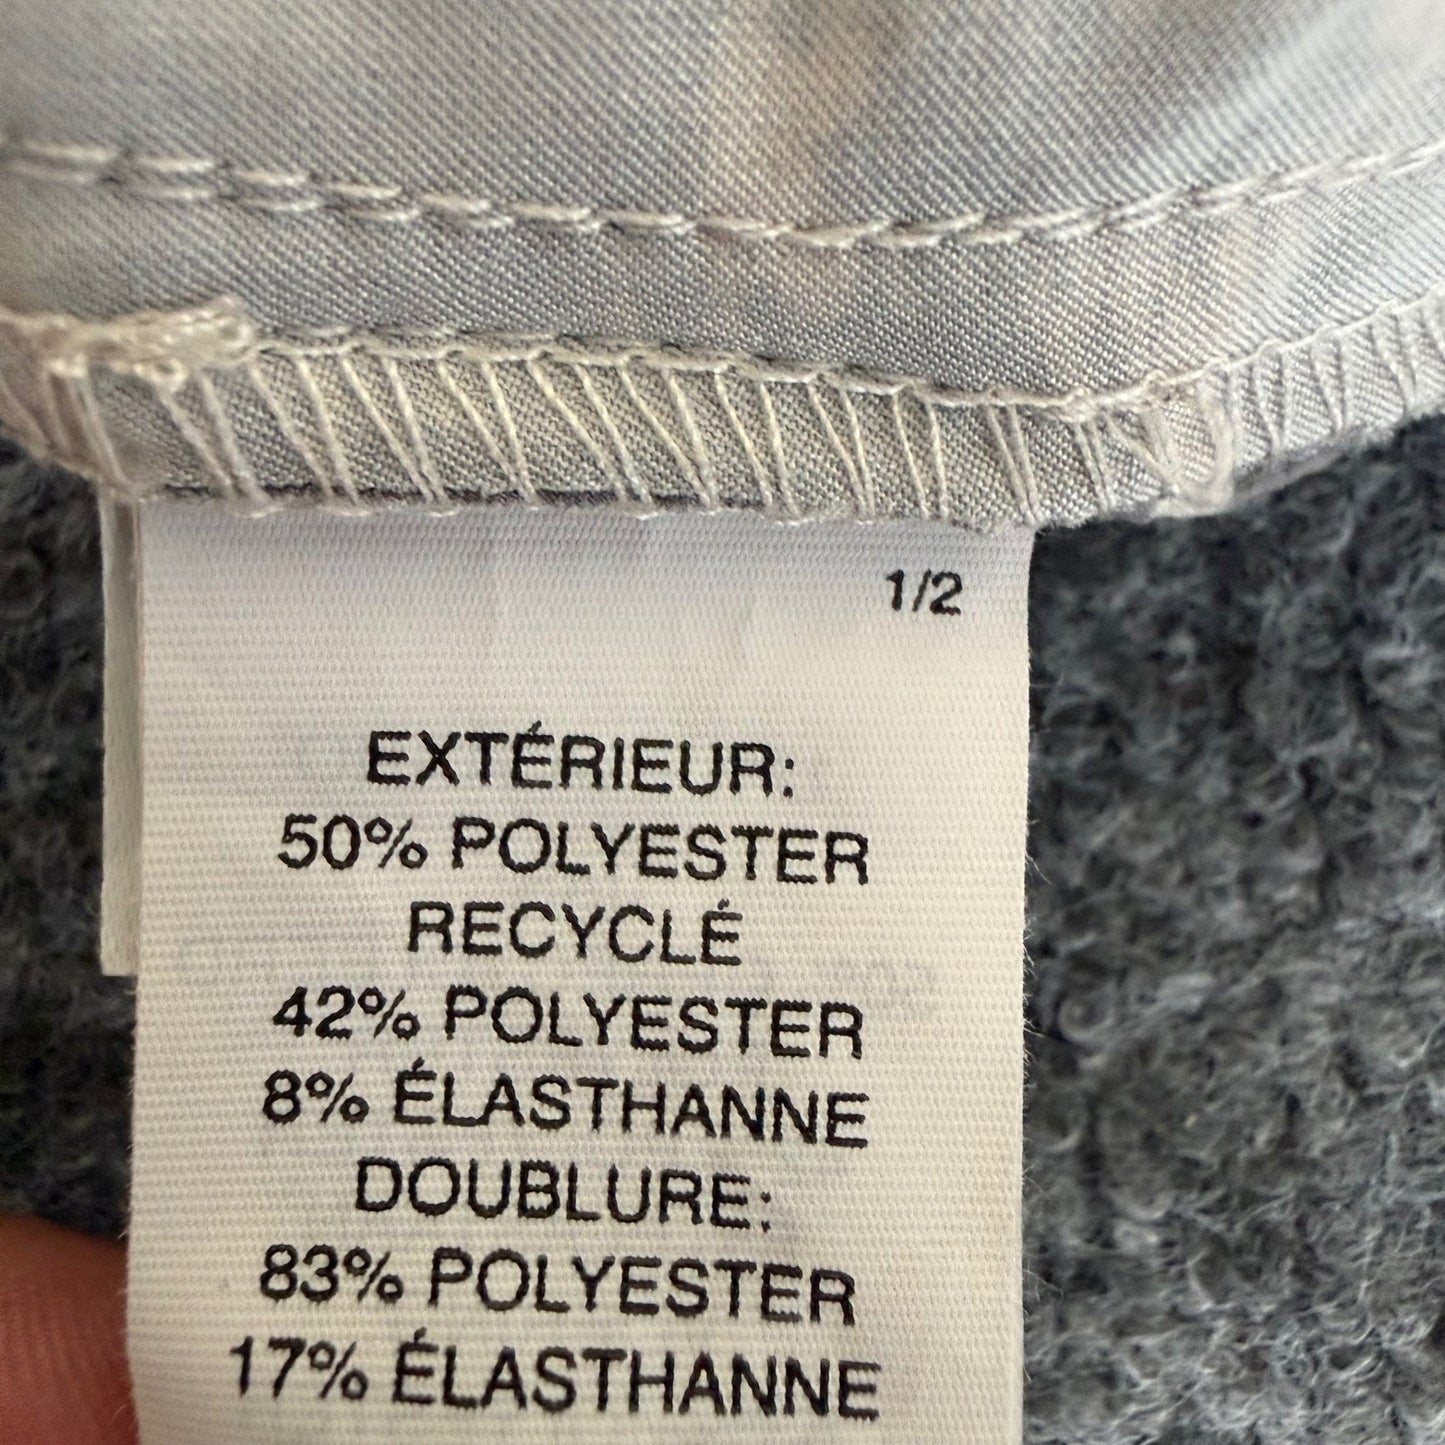 1/2
EXTÉRIEUR:
50% POLYESTER
RECYCLÉ
42% POLYESTER
8% ÉLASTHANNE
DOUBLURE:
83% POLYESTER
17% ÉLASTHANNE